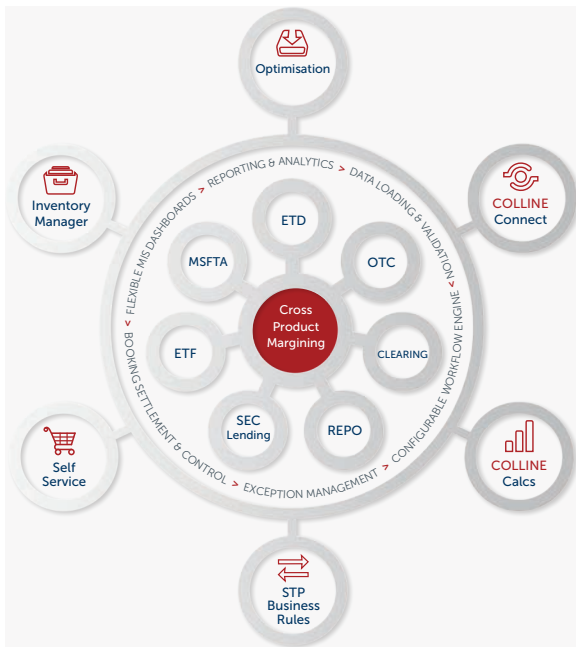 Optimisation
Inventory
Manager
COLLINE
Connect
FLEXIBLE MIS DASHBOARDS > REPORTING & ANALYTICS > DATA LOADING & VALIDATION >
CONFIGURABLE WORKFLOW ENGINE
> EXCEPTION MANAGEMENT >
BOOKING SETTLEMENT & CONTROL
<
ETD
MSFTA
OTC
Cross
Product
Margining
ETF
CLEARING
SEC
Lending
REPO
Self
Service
COLLINE
Calcs
STP
Business
Rules